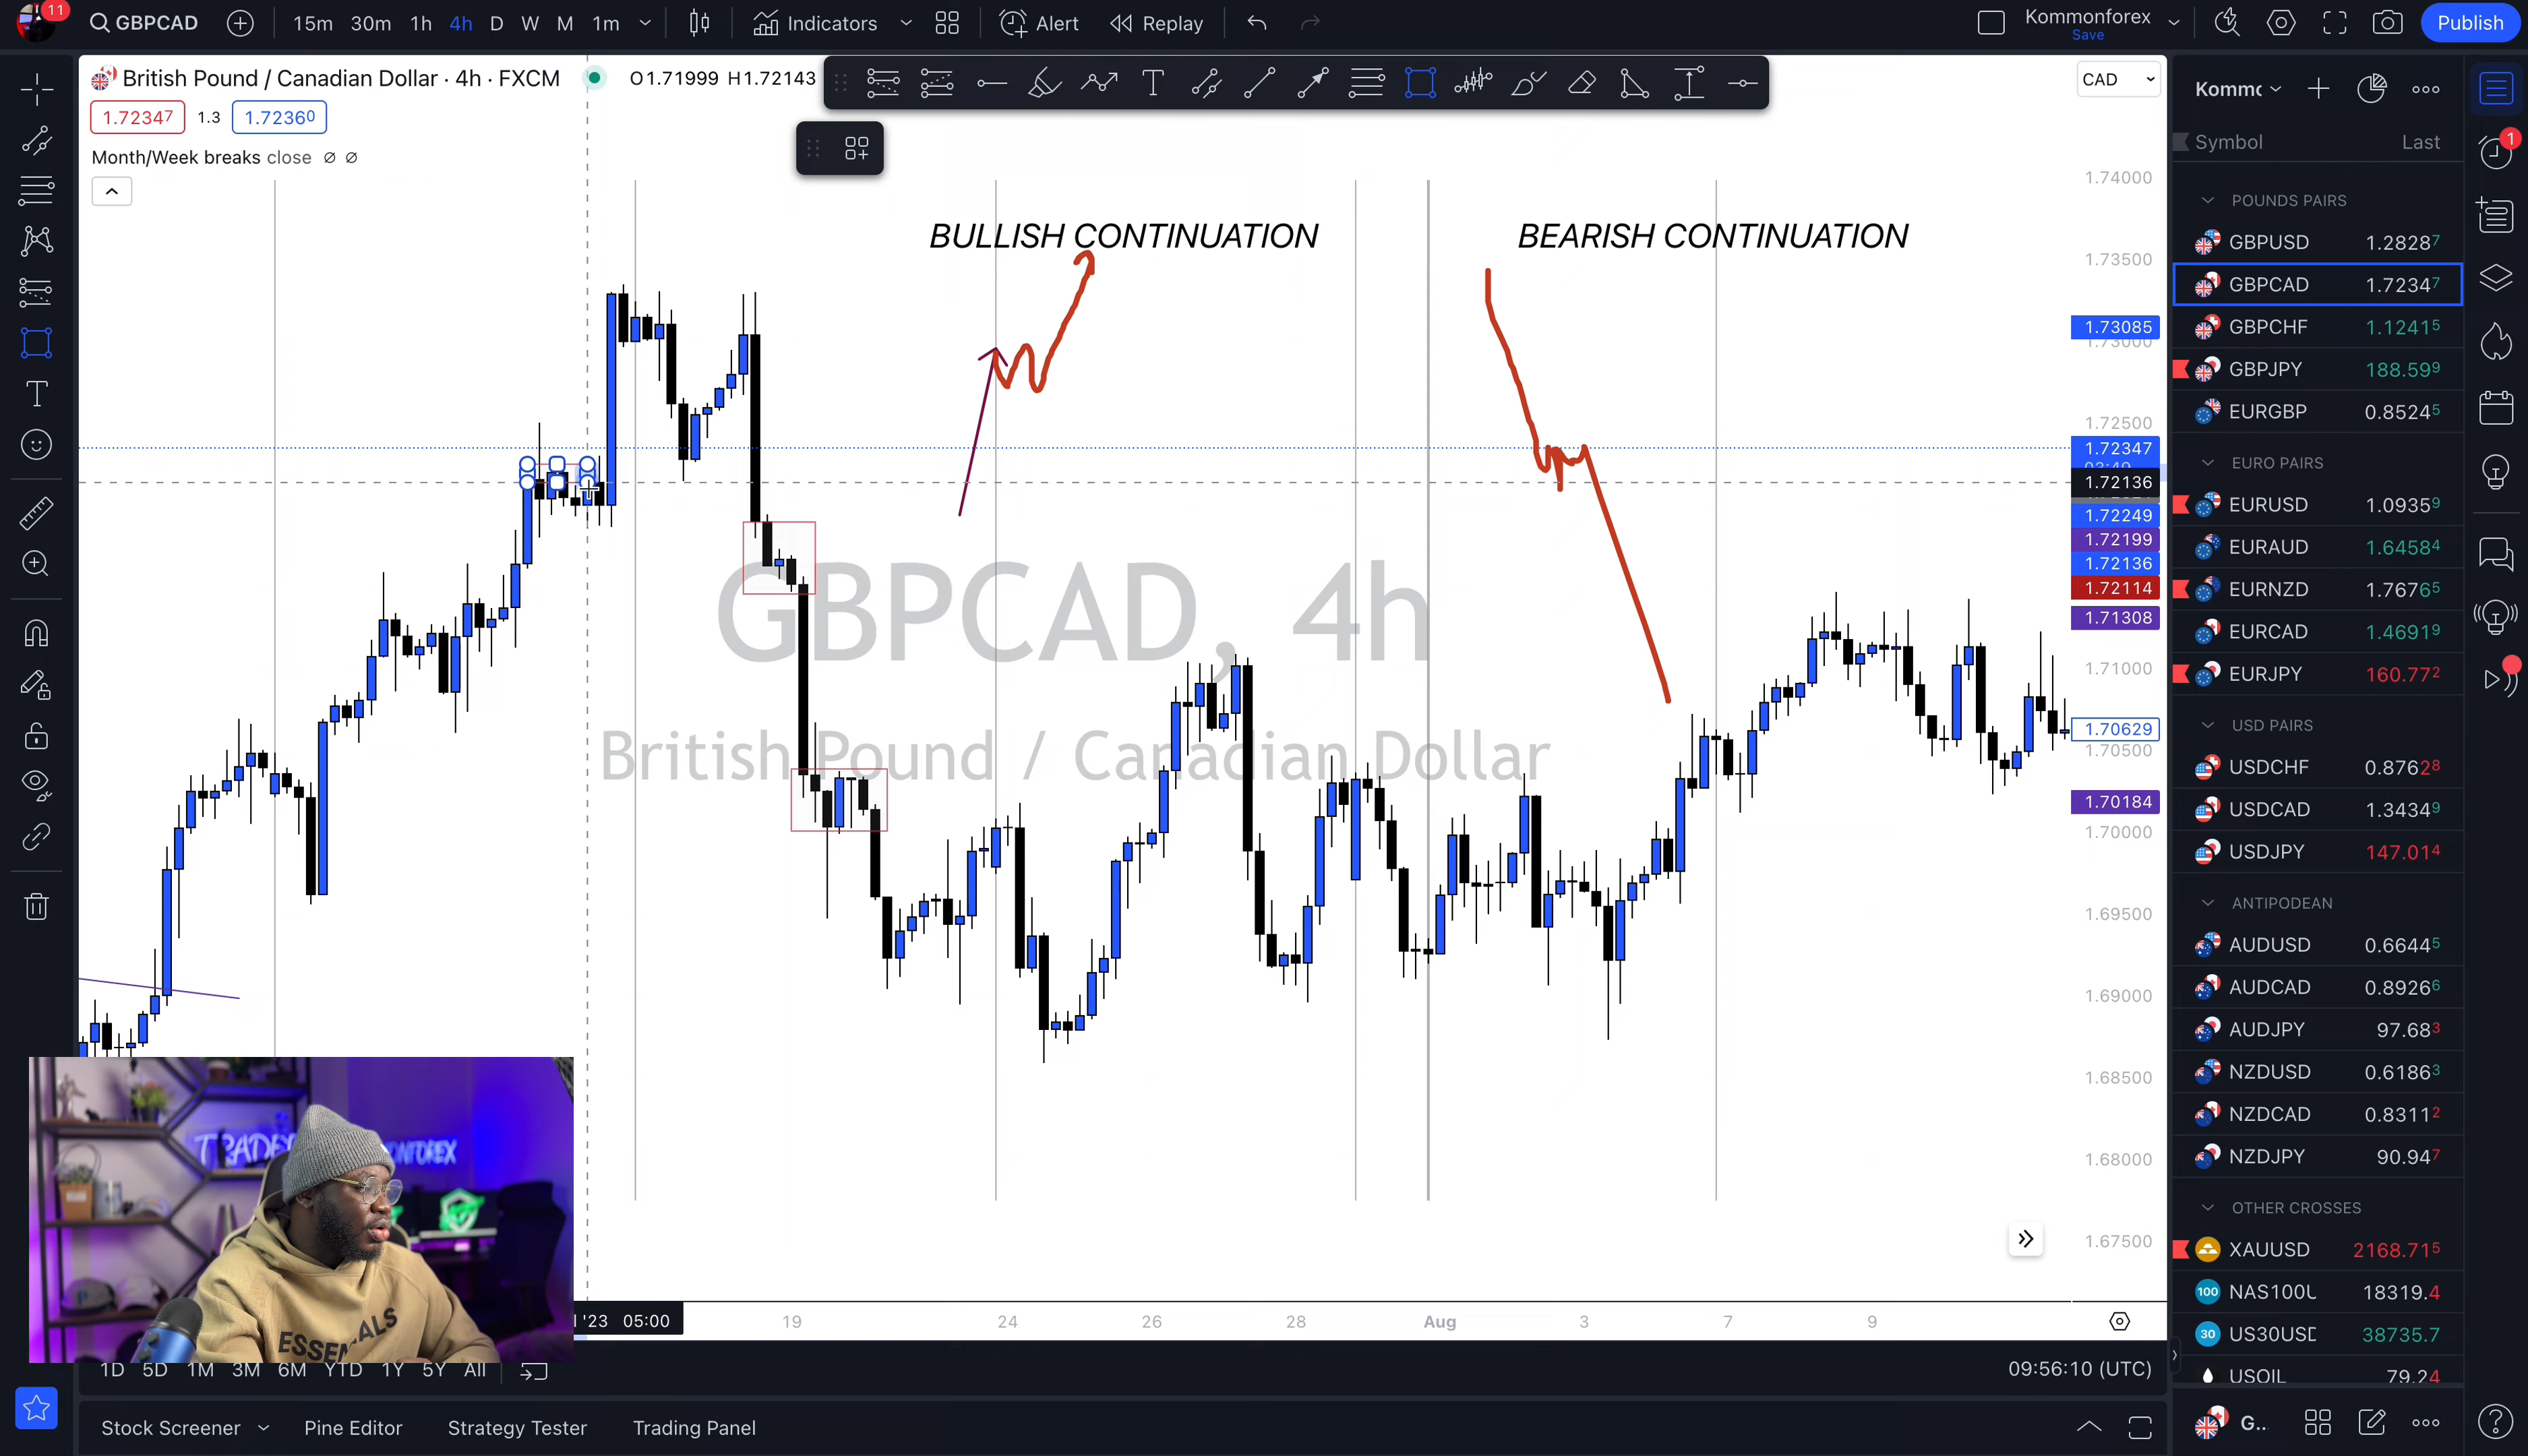 11
GBPCAD
15m 30m 1h 4h D W M 1m
Indicators
Alert
Replay
Kommonforex
Save
Publish
British Pound / Canadian Dollar · 4h · FXCM
O1.71999 H1.72143
1.72347 1.3 1.72360
Month/Week breaks close
CAD
BULLISH CONTINUATION
BEARISH CONTINUATION
GBPCAD, 4h
British Pound / Canadian Dollar
1.74000
1.73500
1.73085
1.73000
1.72500
1.72347
1.72136
1.72249
1.72199
1.72136
1.72114
1.71308
1.71000
1.70629
1.70500
1.70184
1.70000
1.69500
1.69000
1.68500
1.68000
1.67500
'23 05:00 19 24 26 28 Aug 3 7 9
ESSENTIALS
1D 5D 1M 3M 6M YTD 1Y 5Y All
09:56:10 (UTC)
Stock Screener Pine Editor Strategy Tester Trading Panel
Symbol Last
POUNDS PAIRS
GBPUSD 1.28287
GBPCAD 1.72347
GBPCHF 1.12415
GBPJPY 188.599
EURGBP 0.85245
EURO PAIRS
EURUSD 1.09359
EURAUD 1.64584
EURNZD 1.76765
EURCAD 1.46919
EURJPY 160.772
USD PAIRS
USDCHF 0.87628
USDCAD 1.34349
USDJPY 147.014
ANTIPODEAN
AUDUSD 0.66445
AUDCAD 0.89266
AUDJPY 97.683
NZDUSD 0.61863
NZDCAD 0.83112
NZDJPY 90.947
OTHER CROSSES
XAUUSD 2168.715
100 NAS100U 18319.4
30 US30USD 38735.7
USOIL 79.24
G..
1